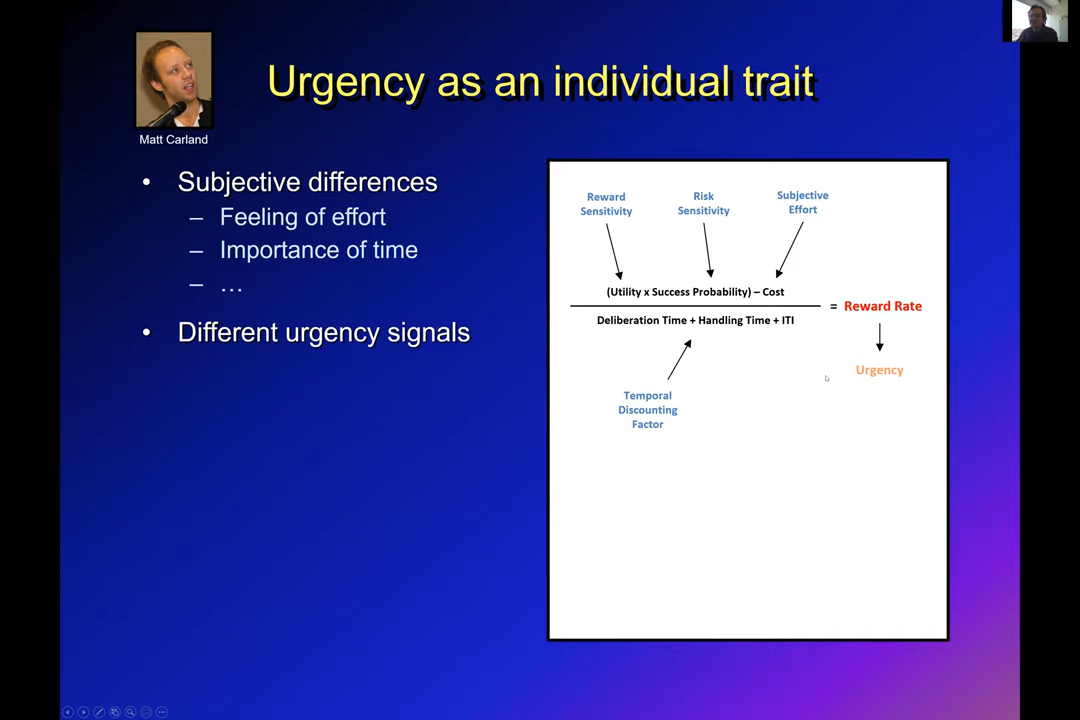 Urgency as an individual trait
Matt Carland
• Subjective differences
– Feeling of effort
– Importance of time
– …
• Different urgency signals
Reward
Sensitivity
Risk
Sensitivity
Subjective
Effort
(Utility x Success Probability) – Cost
Deliberation Time + Handling Time + ITI
= Reward Rate
Urgency
Temporal
Discounting
Factor